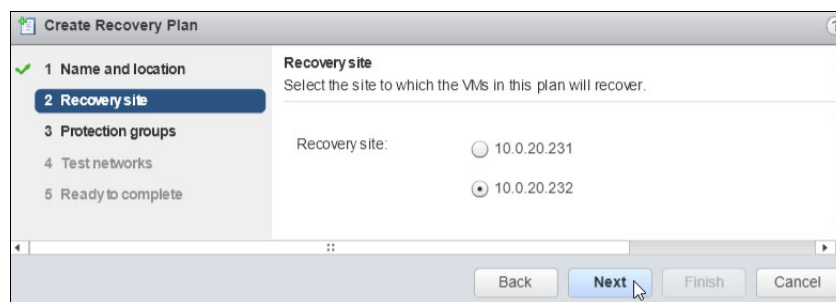 Create Recovery Plan
?
1 Name and location
2 Recovery site
3 Protection groups
4 Test networks
5 Ready to complete
Recovery site
Select the site to which the VMs in this plan will recover.
Recovery site:
10.0.20.231
10.0.20.232
Back
Next
Finish
Cancel